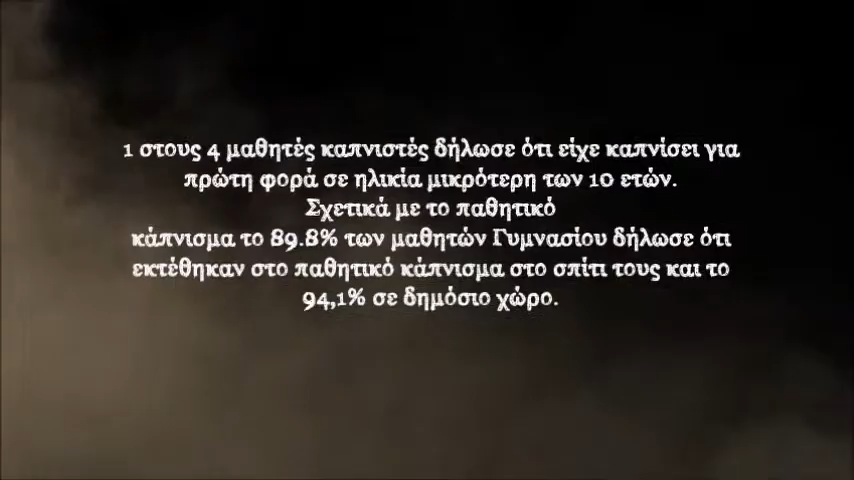 1 στους 4 μαθητές καπνιστές δήλωσε ότι είχε καπνίσει για
πρώτη φορά σε ηλικία μικρότερη των 10 ετών.
Σχετικά με το παθητικό
κάπνισμα το 89.8% των μαθητών Γυμνασίου δήλωσε ότι
εκτέθηκαν στο παθητικό κάπνισμα στο σπίτι τους και το
94,1% σε δημόσιο χώρο.